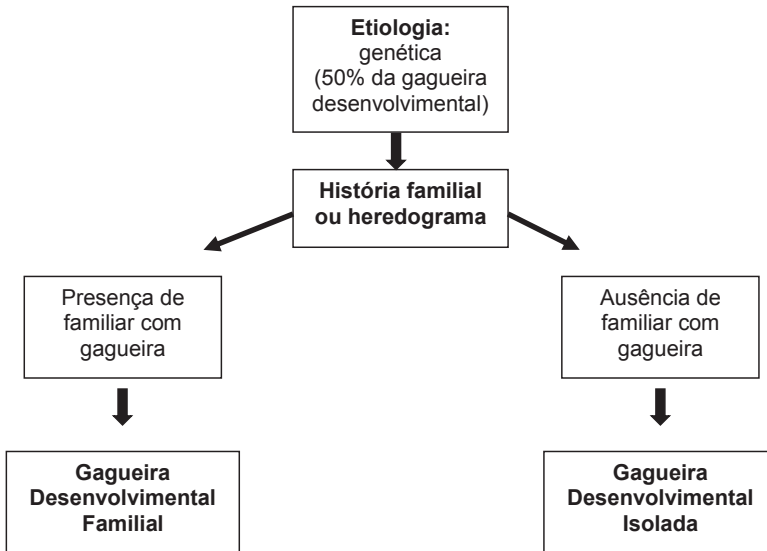 Etiologia:
genética
(50% da gagueira
desenvolvimental)
História familial
ou heredograma
Presença de
familiar com
gagueira
Ausência de
familiar com
gagueira
Gagueira
Desenvolvimental
Familial
Gagueira
Desenvolvimental
Isolada